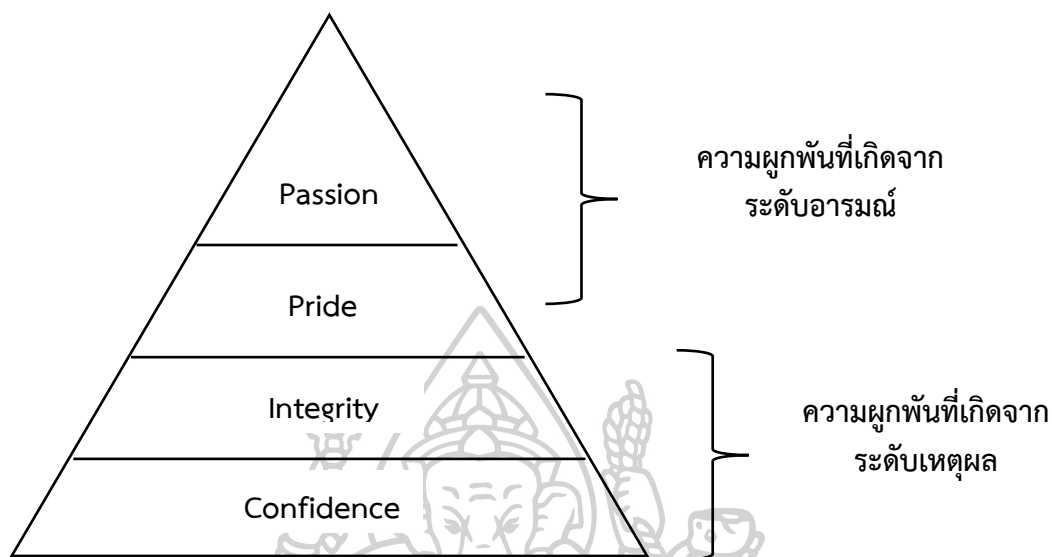 Passion
ความผูกพันที่เกิดจาก
ระดับอารมณ์
Pride
Integrity
ความผูกพันที่เกิดจาก
ระดับเหตุผล
Confidence